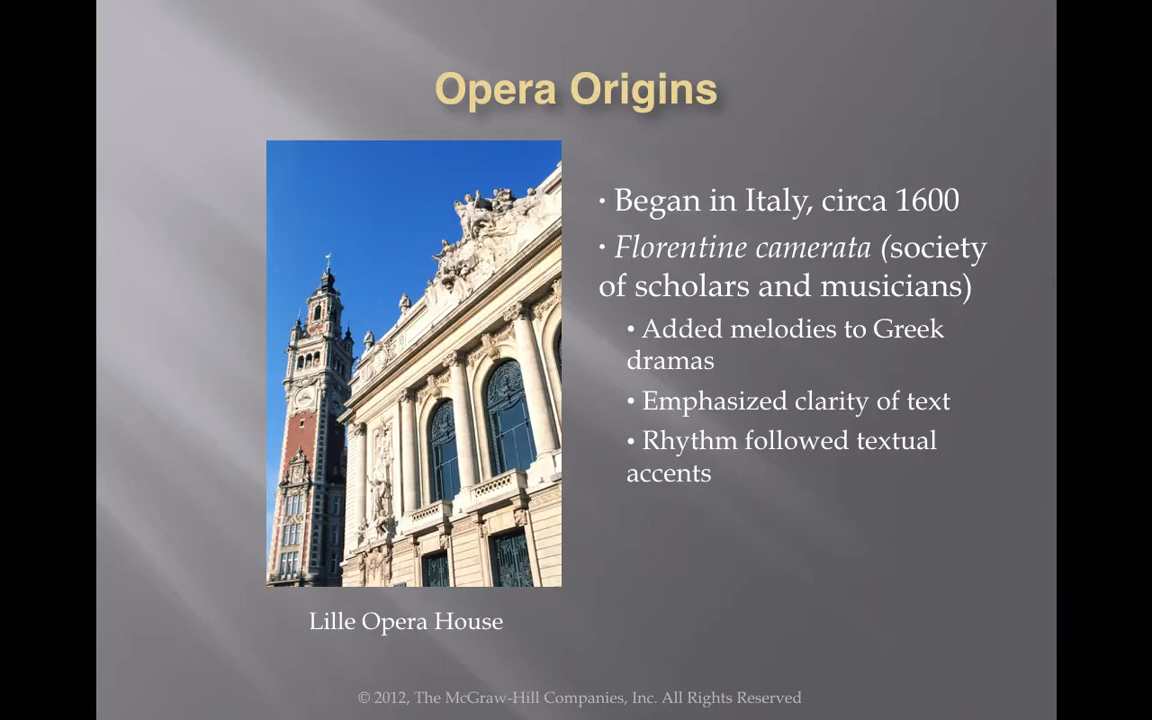 Opera Origins
• Began in Italy, circa 1600
• Florentine camerata (society
of scholars and musicians)
• Added melodies to Greek
dramas
• Emphasized clarity of text
• Rhythm followed textual
accents
Lille Opera House
© 2012, The McGraw-Hill Companies, Inc. All Rights Reserved